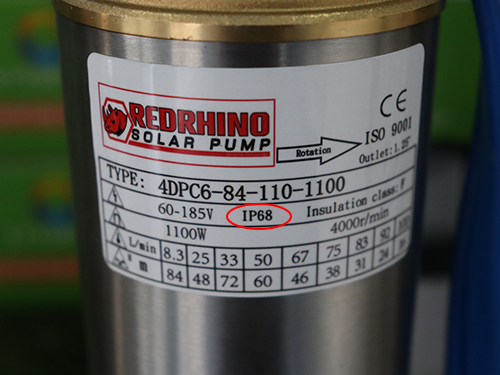 REDRHINO
SOLAR PUMP
CE
Rotation
ISO 9001
Outlet: 1.25"
TYPE: 4DPC6-84-110-1100
60-185V IP68 Insulation class: F
1100W 4000r/min
L/min 8.3 25 33 50 67 75 83 92 100
m 84 48 72 60 46 38 31 24